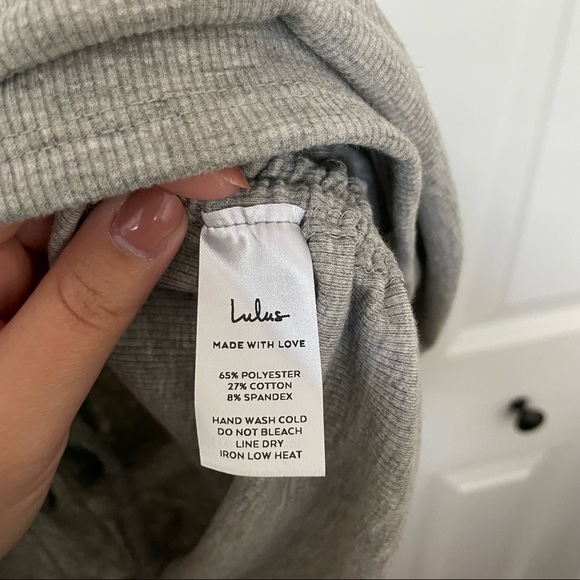 Lulus
MADE WITH LOVE
65% POLYESTER
27% COTTON
8% SPANDEX
HAND WASH COLD
DO NOT BLEACH
LINE DRY
IRON LOW HEAT